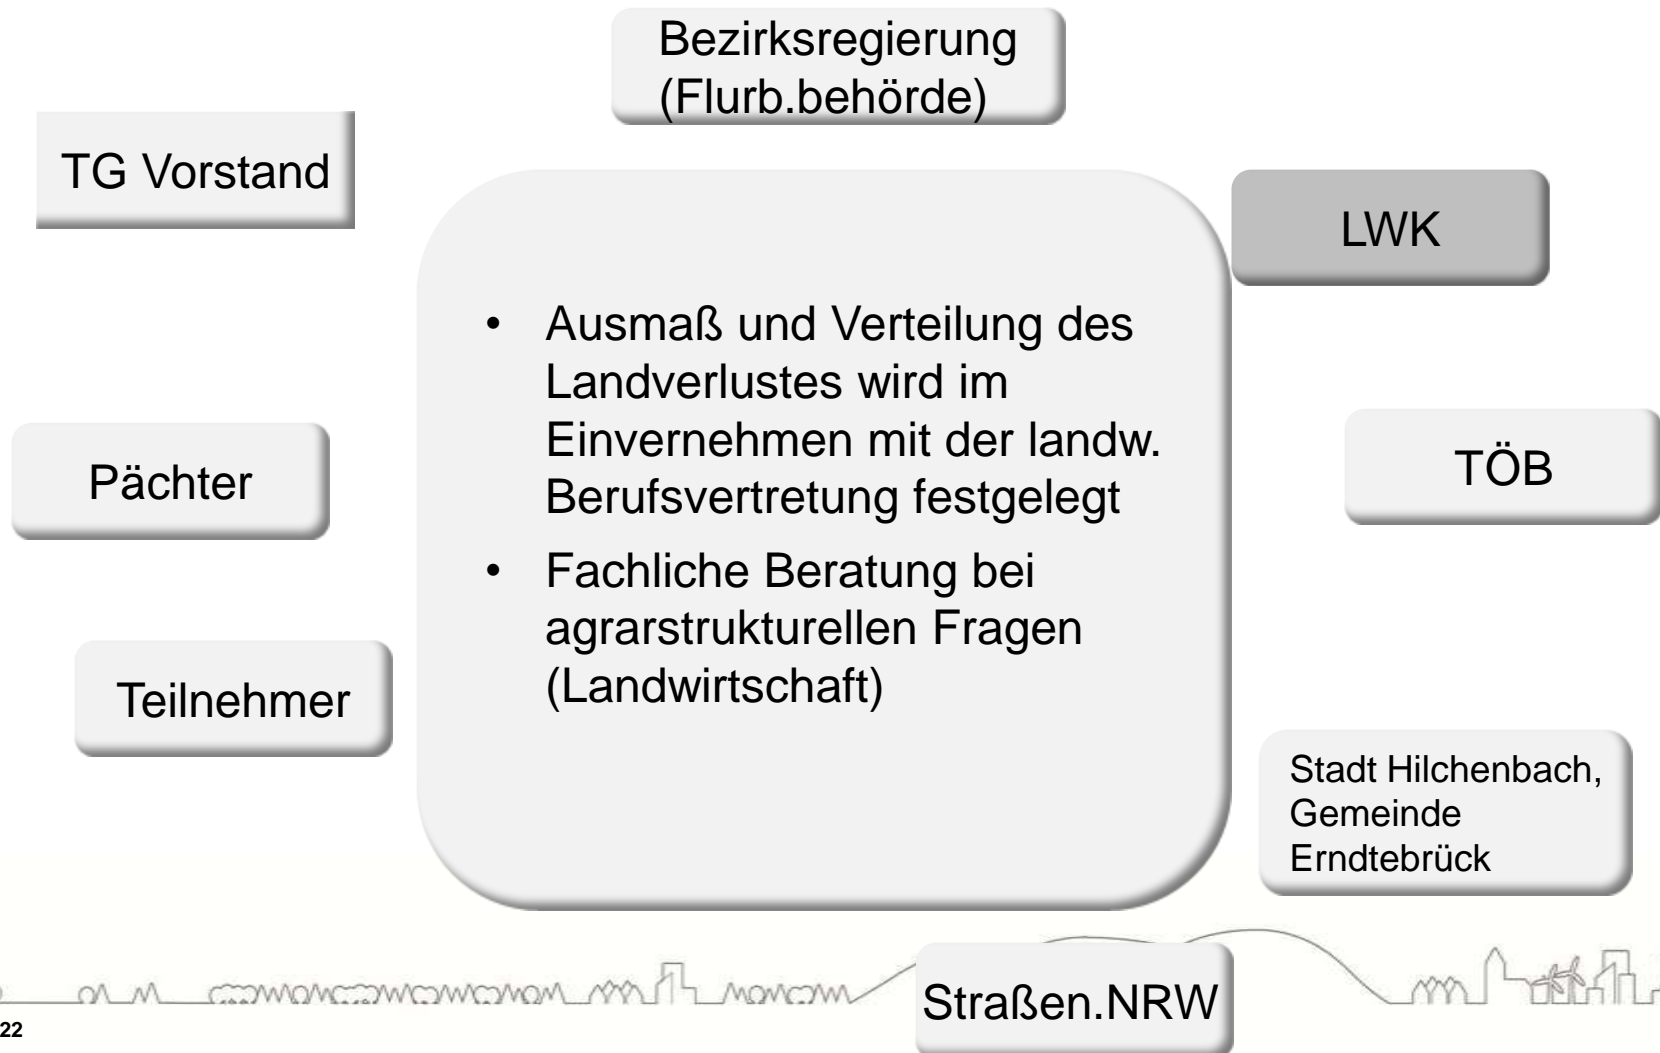 Bezirksregierung
(Flurb.behörde)
TG Vorstand
LWK
• Ausmaß und Verteilung des
Landverlustes wird im
Einvernehmen mit der landw.
Berufsvertretung festgelegt
• Fachliche Beratung bei
agrarstrukturellen Fragen
(Landwirtschaft)
Pächter
TÖB
Teilnehmer
Stadt Hilchenbach,
Gemeinde
Erndtebrück
Straßen.NRW
22